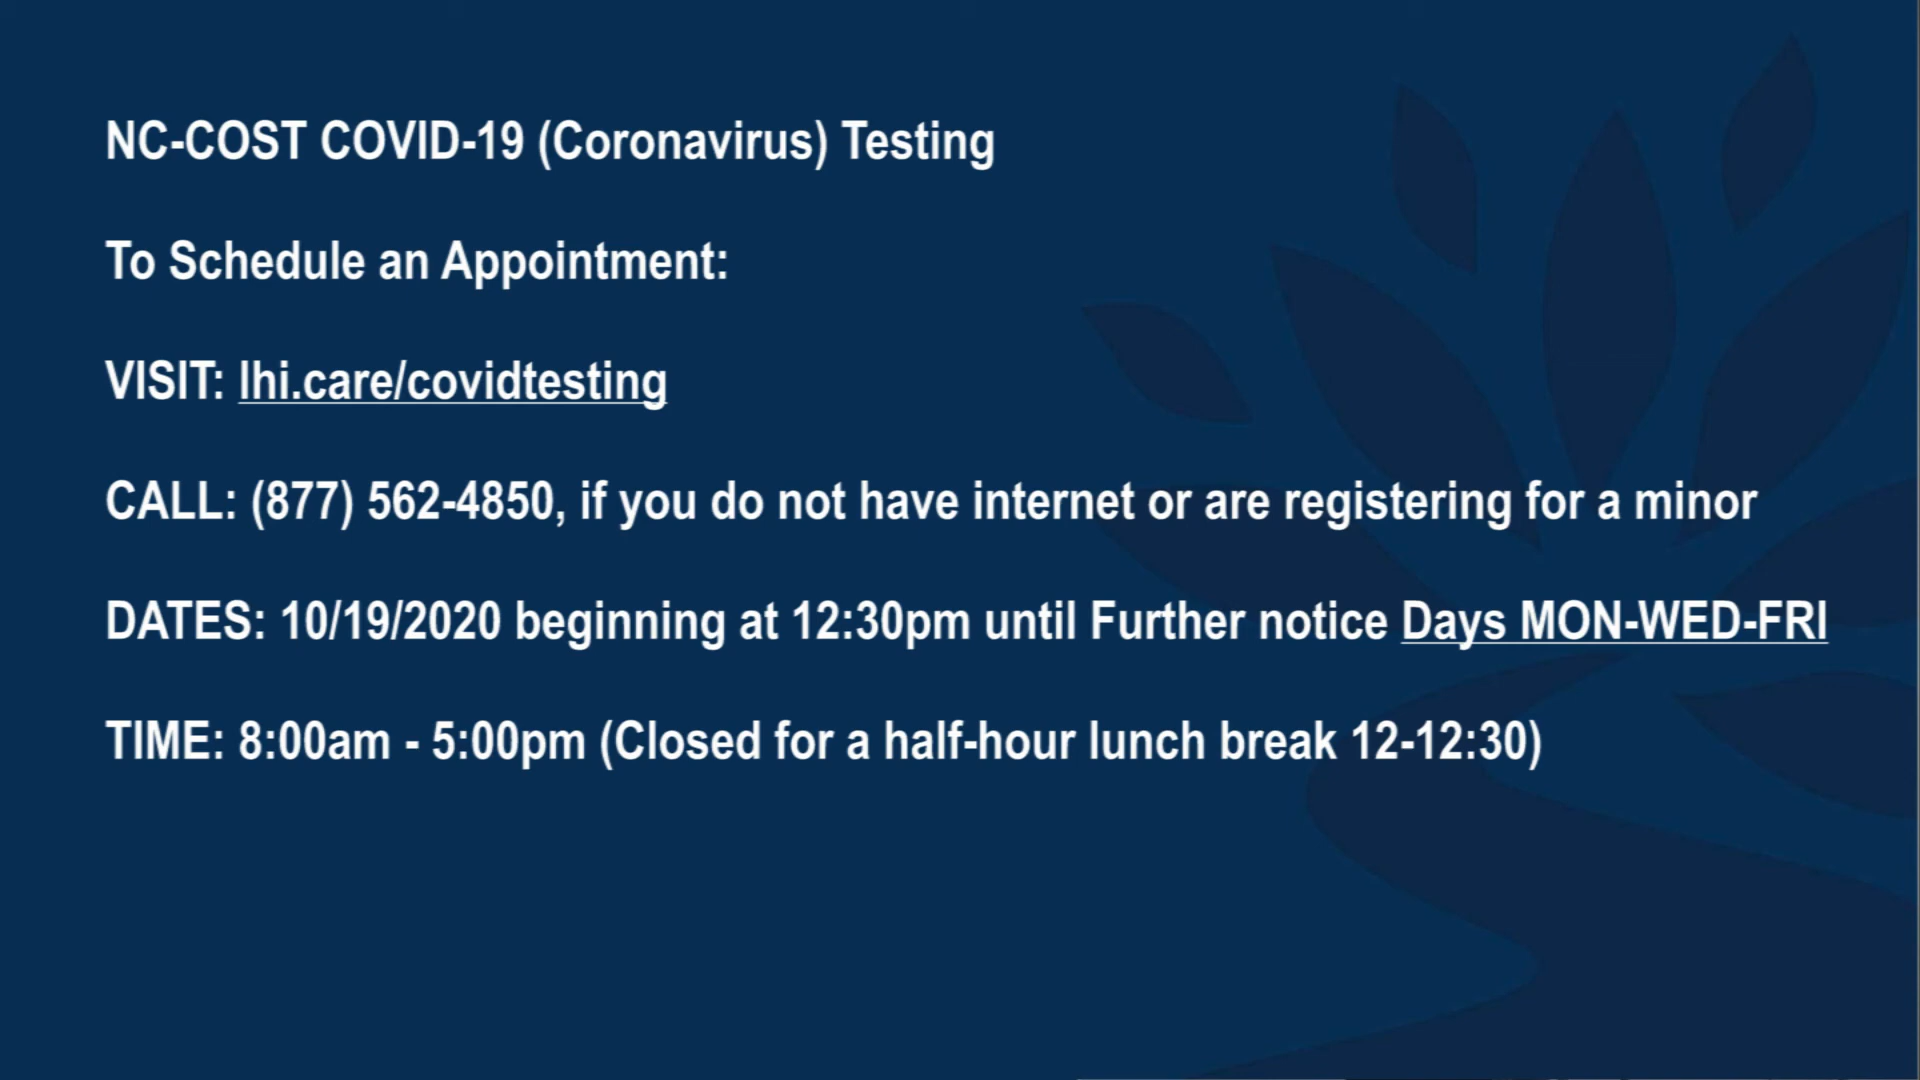 NC-COST COVID-19 (Coronavirus) Testing
To Schedule an Appointment:
VISIT: lhi.care/covidtesting
CALL: (877) 562-4850, if you do not have internet or are registering for a minor
DATES: 10/19/2020 beginning at 12:30pm until Further notice Days MON-WED-FRI
TIME: 8:00am - 5:00pm (Closed for a half-hour lunch break 12-12:30)